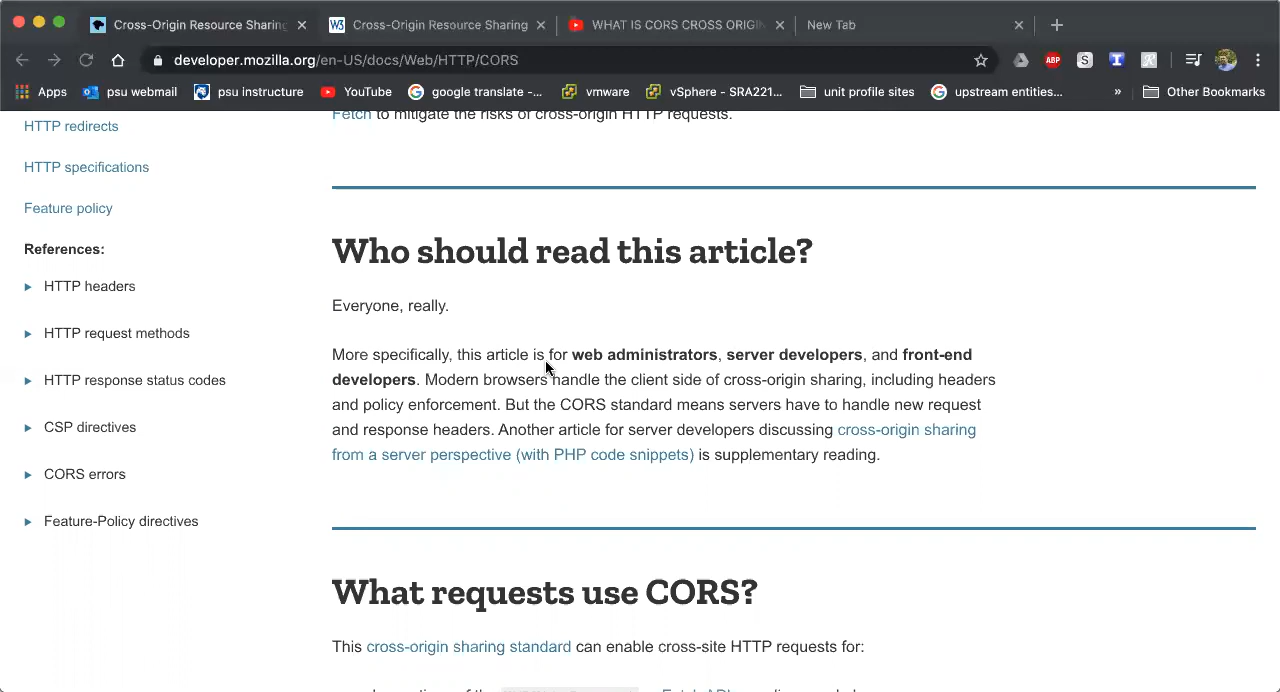 Cross-Origin Resource Sharing
Cross-Origin Resource Sharing
WHAT IS CORS CROSS ORIGIN
New Tab
developer.mozilla.org/en-US/docs/Web/HTTP/CORS
Apps
psu webmail
psu instructure
YouTube
google translate -...
vmware
vSphere - SRA221...
unit profile sites
upstream entities...
»
Other Bookmarks
HTTP redirects
HTTP specifications
Feature policy
References:
HTTP headers
HTTP request methods
HTTP response status codes
CSP directives
CORS errors
Feature-Policy directives
Fetch to mitigate the risks of cross-origin HTTP requests.
Who should read this article?
Everyone, really.
More specifically, this article is for web administrators, server developers, and front-end
developers. Modern browsers handle the client side of cross-origin sharing, including headers
and policy enforcement. But the CORS standard means servers have to handle new request
and response headers. Another article for server developers discussing cross-origin sharing
from a server perspective (with PHP code snippets) is supplementary reading.
What requests use CORS?
This cross-origin sharing standard can enable cross-site HTTP requests for: